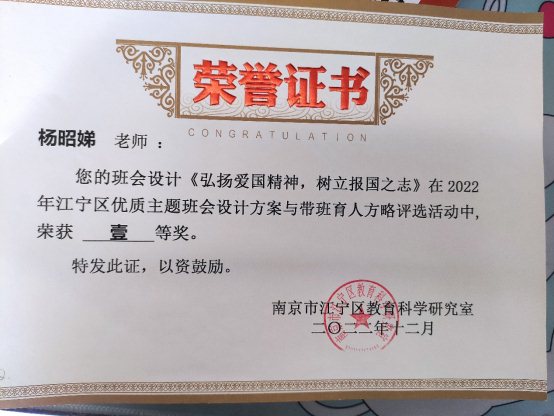 荣誉证书
CONGRATULATION
杨昭娣 老师：
您的班会设计《弘扬爱国精神，树立报国之志》在2022
年江宁区优质主题班会设计方案与带班育人方略评选活动中,
荣获 壹 等奖。
特发此证，以资鼓励。
南京市江宁区教育科学研究室
二〇二二年十二月